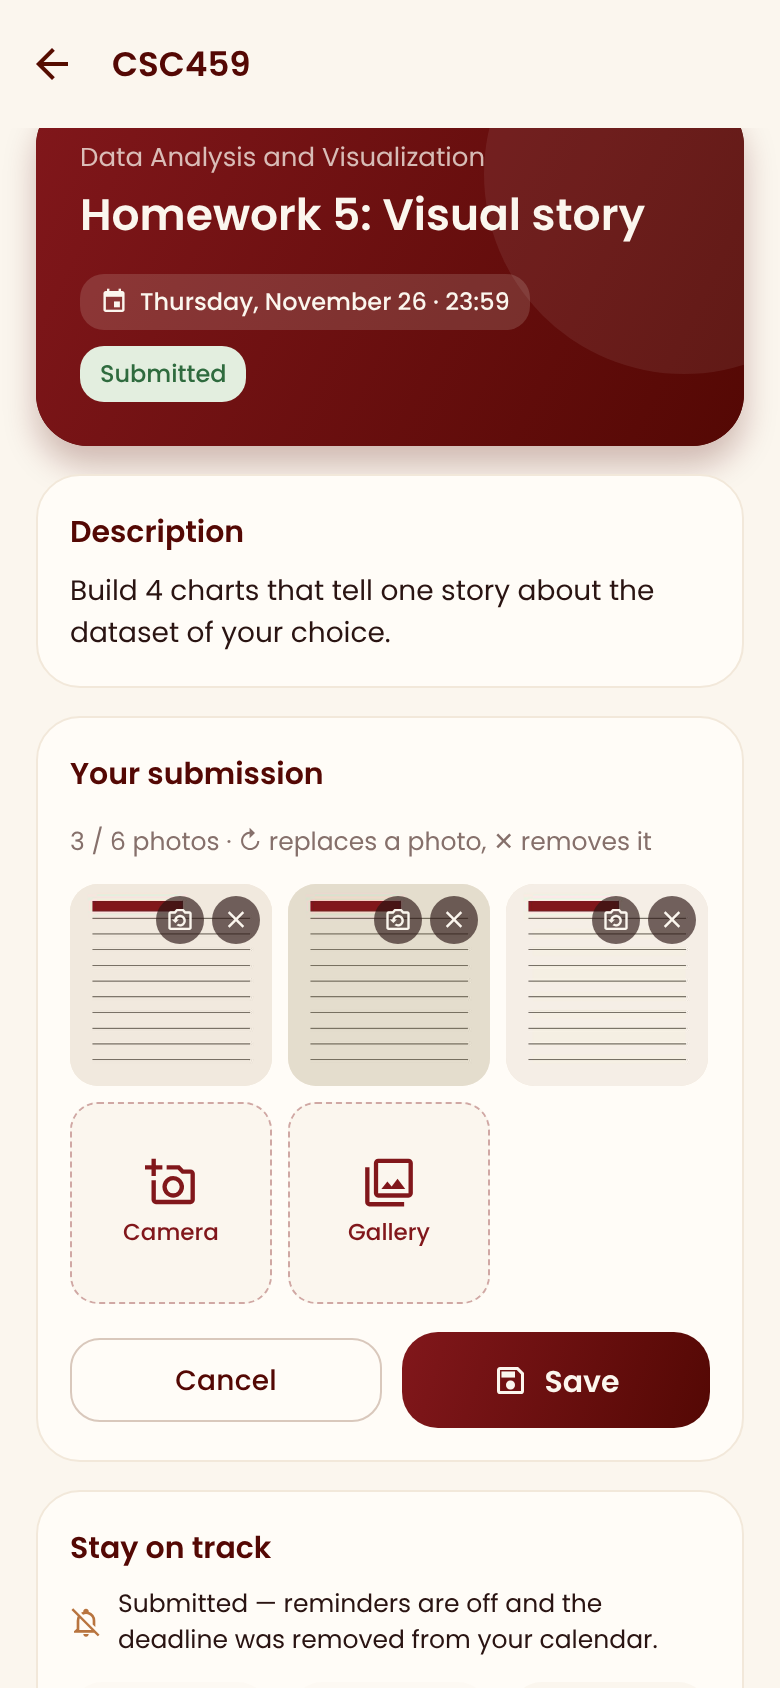 CSC459
Data Analysis and Visualization
Homework 5: Visual story
Thursday, November 26 · 23:59
Submitted
Description
Build 4 charts that tell one story about the
dataset of your choice.
Your submission
3 / 6 photos · ↻ replaces a photo, ✕ removes it
Camera
Gallery
Cancel
Save
Stay on track
Submitted — reminders are off and the
deadline was removed from your calendar.